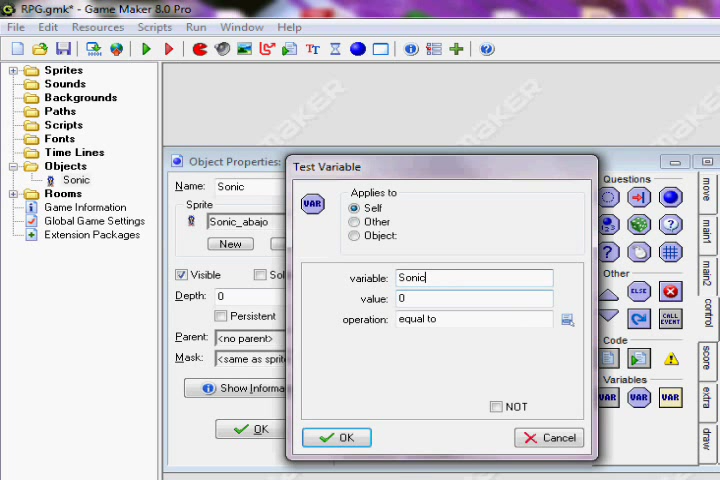 RPG.gmk* - Game Maker 8.0 Pro
File Edit Resources Scripts Run Window Help
Sprites
Sounds
Backgrounds
Paths
Scripts
Fonts
Time Lines
Objects
Sonic
Rooms
Game Information
Global Game Settings
Extension Packages
Object Properties:
Name: Sonic
Sprite
Sonic_abajo
New
Visible
Sol
Depth: 0
Persistent
Parent: <no parent>
Mask: <same as sprite
Show Informa
OK
Test Variable
VAR
Applies to
Self
Other
Object:
variable: Sonic
value: 0
operation: equal to
NOT
OK
Cancel
Questions
Other
ELSE
CALL EVENT
Code
Variables
VAR VAR VAR
move
main1
main2
control
score
extra
draw